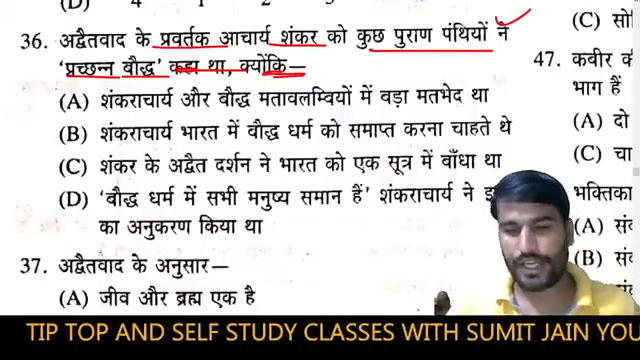 36. अद्वैतवाद के प्रवर्तक आचार्य शंकर को कुछ पुराण पंथियों ने
'प्रच्छन्न बौद्ध' कहा था, क्योंकि—
(A) शंकराचार्य और बौद्ध मतावलम्वियों में वड़ा मतभेद था
(B) शंकराचार्य भारत में बौद्ध धर्म को समाप्त करना चाहते थे
(C) शंकर के अद्वैत दर्शन ने भारत को एक सूत्र में बाँधा था
(D) 'बौद्ध धर्म में सभी मनुष्य समान हैं' शंकराचार्य ने
का अनुकरण किया था
37. अद्वैतवाद के अनुसार—
(A) जीव और ब्रह्म एक है
(C) सो
47. कबीर
भाग हैं
(A) दो
(C) चा
भक्तिका
(A) सं
(B) सं
TIP TOP AND SELF STUDY CLASSES WITH SUMIT JAIN YOU